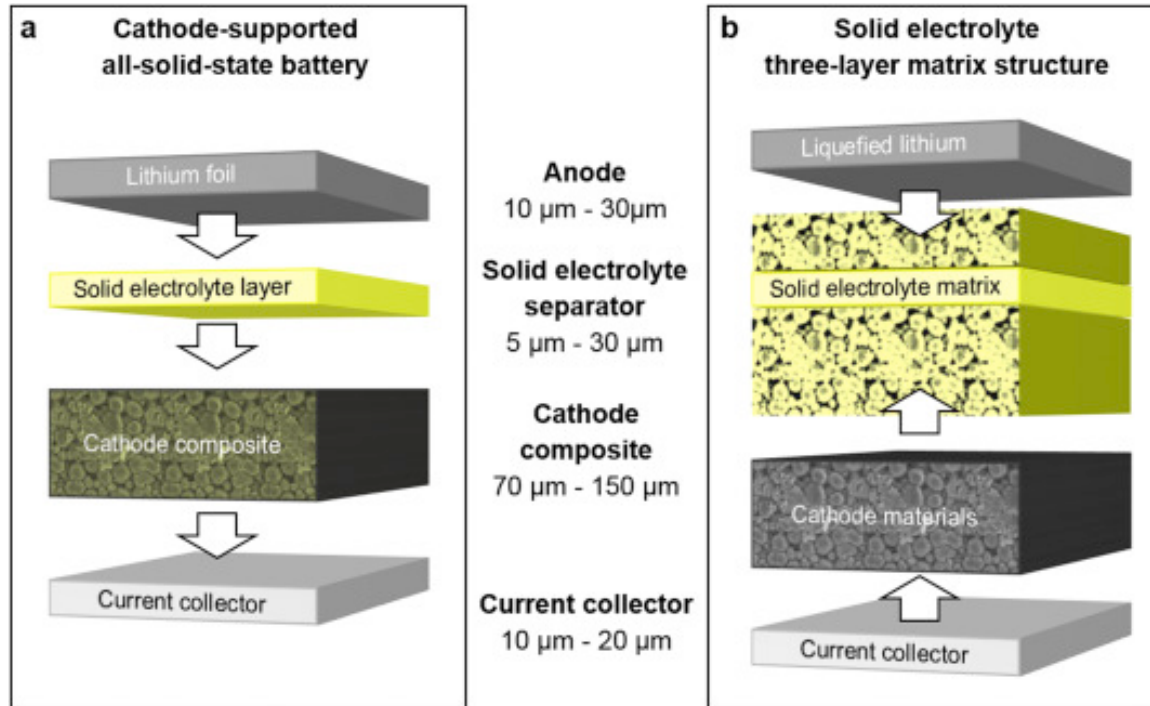 a
Cathode-supported
all-solid-state battery
Lithium foil
Solid electrolyte layer
Cathode composite
Current collector
Anode
10 µm - 30µm
Solid electrolyte
separator
5 µm - 30 µm
Cathode
composite
70 µm - 150 µm
Current collector
10 µm - 20 µm
b
Solid electrolyte
three-layer matrix structure
Liquefied lithium
Solid electrolyte matrix
Cathode materials
Current collector